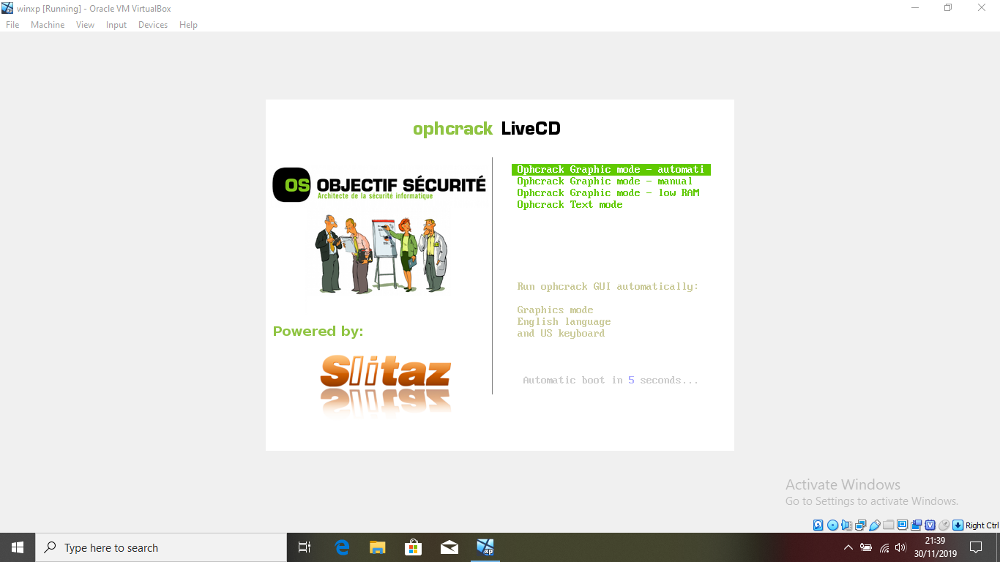 winxp [Running] - Oracle VM VirtualBox
File Machine View Input Devices Help
ophcrack LiveCD
OS OBJECTIF SÉCURITÉ
Architecte de la sécurité informatique
Powered by:
Slitaz
Ophcrack Graphic mode - automati
Ophcrack Graphic mode - manual
Ophcrack Graphic mode - low RAM
Ophcrack Text mode
Run ophcrack GUI automatically:
Graphics mode
English language
and US keyboard
Automatic boot in 5 seconds...
Activate Windows
Go to Settings to activate Windows.
Right Ctrl
Type here to search
xp
21:39
30/11/2019